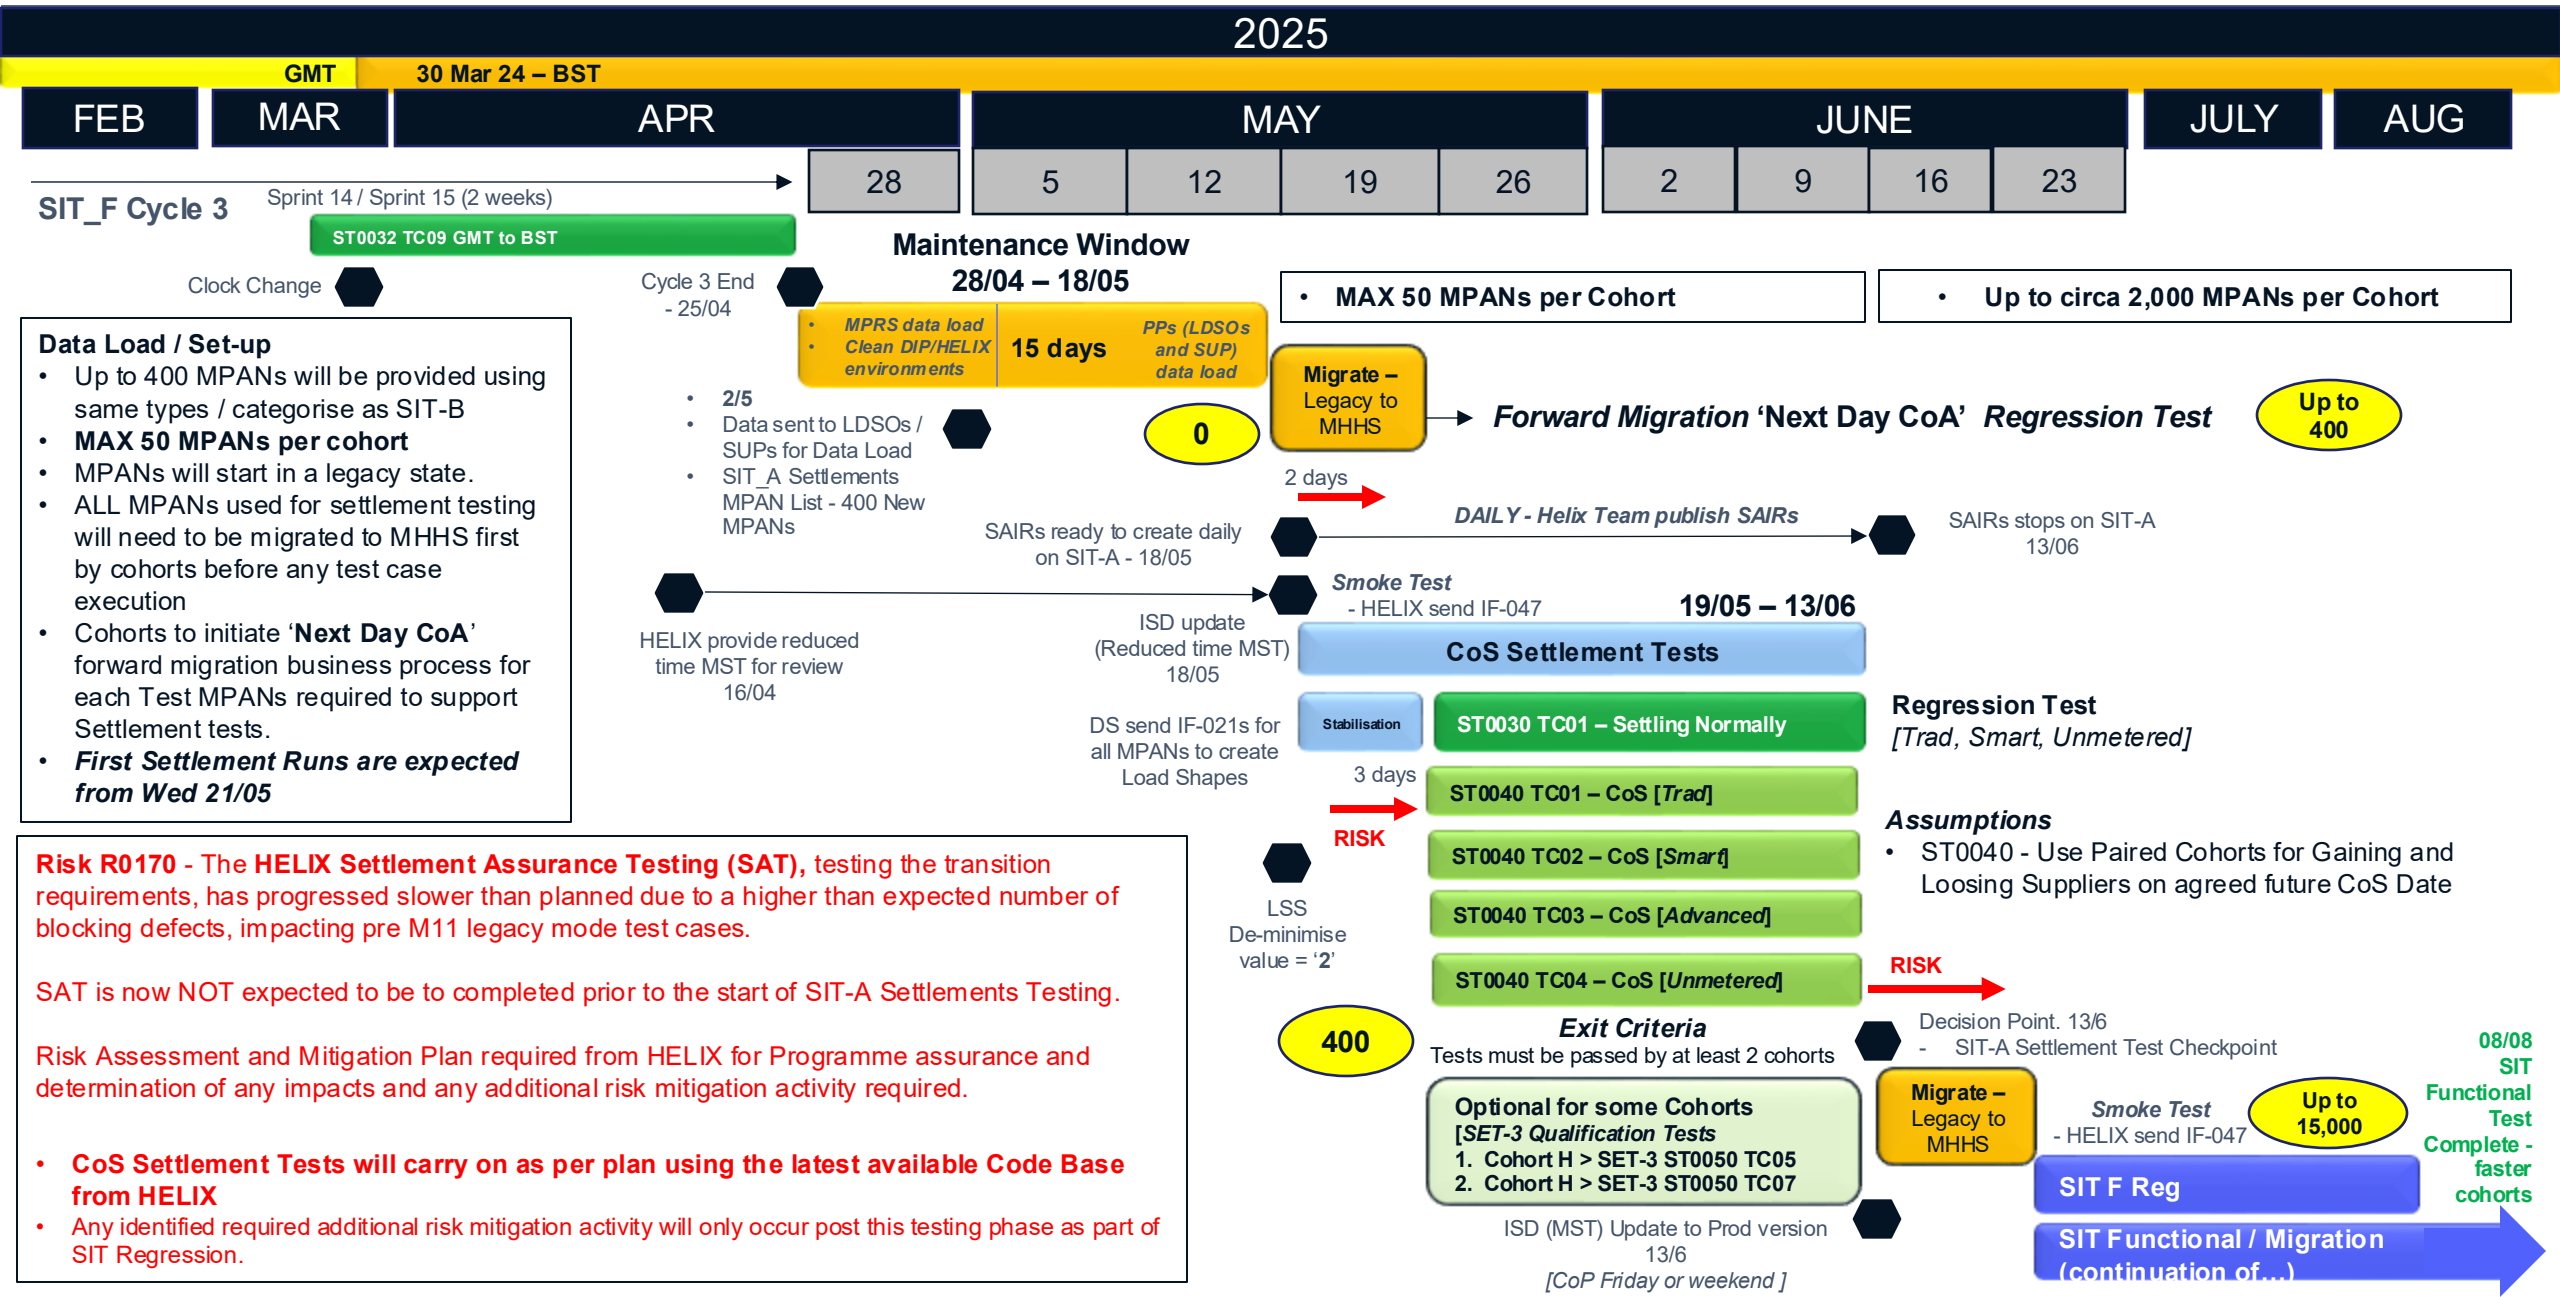 2025
GMT
30 Mar 24 – BST
FEB
MAR
APR
MAY
JUNE
JULY
AUG
28
5
12
19
26
2
9
16
23
SIT_F Cycle 3
Sprint 14 / Sprint 15 (2 weeks)
ST0032 TC09 GMT to BST
Clock Change
Cycle 3 End
- 25/04
Maintenance Window
28/04 – 18/05
• MPRS data load
• Clean DIP/HELIX
environments
15 days
PPs (LDSOs
and SUP)
data load
• MAX 50 MPANs per Cohort
• Up to circa 2,000 MPANs per Cohort
Data Load / Set-up
• Up to 400 MPANs will be provided using
same types / categorise as SIT-B
• MAX 50 MPANs per cohort
• MPANs will start in a legacy state.
• ALL MPANs used for settlement testing
will need to be migrated to MHHS first
by cohorts before any test case
execution
• Cohorts to initiate ‘Next Day CoA’
forward migration business process for
each Test MPANs required to support
Settlement tests.
• First Settlement Runs are expected
from Wed 21/05
• 2/5
• Data sent to LDSOs /
SUPs for Data Load
• SIT_A Settlements
MPAN List - 400 New
MPANs
0
Migrate –
Legacy to
MHHS
Forward Migration ‘Next Day CoA’ Regression Test
Up to
400
2 days
SAIRs ready to create daily
on SIT-A - 18/05
DAILY - Helix Team publish SAIRs
SAIRs stops on SIT-A
13/06
HELIX provide reduced
time MST for review
16/04
ISD update
(Reduced time MST)
18/05
Smoke Test
- HELIX send IF-047
19/05 – 13/06
CoS Settlement Tests
DS send IF-021s for
all MPANs to create
Load Shapes
Stabilisation
ST0030 TC01 – Settling Normally
Regression Test
[Trad, Smart, Unmetered]
3 days
RISK
ST0040 TC01 – CoS [Trad]
ST0040 TC02 – CoS [Smart]
ST0040 TC03 – CoS [Advanced]
ST0040 TC04 – CoS [Unmetered]
Assumptions
• ST0040 - Use Paired Cohorts for Gaining and
Loosing Suppliers on agreed future CoS Date
LSS
De-minimise
value = ‘2’
RISK
400
Exit Criteria
Tests must be passed by at least 2 cohorts
Decision Point. 13/6
- SIT-A Settlement Test Checkpoint
Optional for some Cohorts
[SET-3 Qualification Tests
1. Cohort H > SET-3 ST0050 TC05
2. Cohort H > SET-3 ST0050 TC07
ISD (MST) Update to Prod version
13/6
[CoP Friday or weekend ]
Migrate –
Legacy to
MHHS
Smoke Test
- HELIX send IF-047
Up to
15,000
08/08
SIT
Functional
Test
Complete -
faster
cohorts
SIT F Reg
SIT Functional / Migration
(continuation of…)
Risk R0170 - The HELIX Settlement Assurance Testing (SAT), testing the transition
requirements, has progressed slower than planned due to a higher than expected number of
blocking defects, impacting pre M11 legacy mode test cases.
SAT is now NOT expected to be to completed prior to the start of SIT-A Settlements Testing.
Risk Assessment and Mitigation Plan required from HELIX for Programme assurance and
determination of any impacts and any additional risk mitigation activity required.
• CoS Settlement Tests will carry on as per plan using the latest available Code Base
from HELIX
• Any identified required additional risk mitigation activity will only occur post this testing phase as part of
SIT Regression.